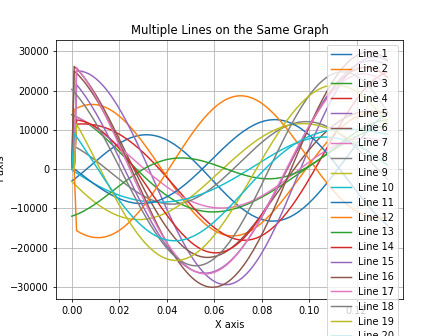 Multiple Lines on the Same Graph
30000
20000
10000
0
−10000
−20000
−30000
0.00 0.02 0.04 0.06 0.08 0.10
X axis
axis
Line 1
Line 2
Line 3
Line 4
Line 5
Line 6
Line 7
Line 8
Line 9
Line 10
Line 11
Line 12
Line 13
Line 14
Line 15
Line 16
Line 17
Line 18
Line 19
Line 20